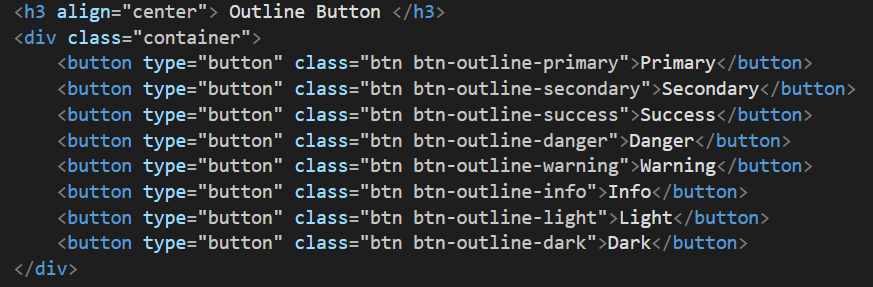 <h3 align="center"> Outline Button </h3>
<div class="container">
    <button type="button" class="btn btn-outline-primary">Primary</button>
    <button type="button" class="btn btn-outline-secondary">Secondary</button>
    <button type="button" class="btn btn-outline-success">Success</button>
    <button type="button" class="btn btn-outline-danger">Danger</button>
    <button type="button" class="btn btn-outline-warning">Warning</button>
    <button type="button" class="btn btn-outline-info">Info</button>
    <button type="button" class="btn btn-outline-light">Light</button>
    <button type="button" class="btn btn-outline-dark">Dark</button>
</div>